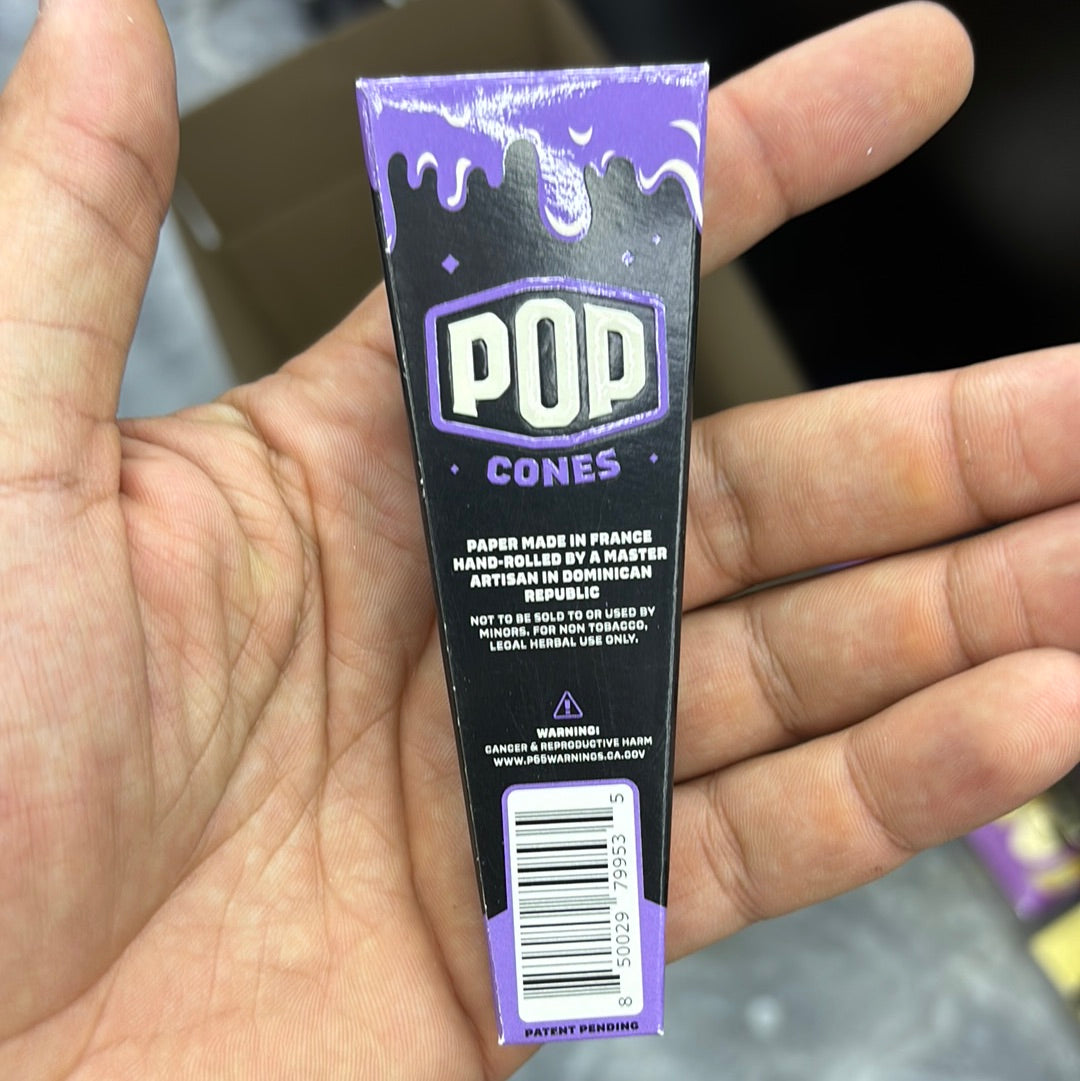 POP
CONES
PAPER MADE IN FRANCE
HAND-ROLLED BY A MASTER
ARTISAN IN DOMINICAN
REPUBLIC
NOT TO BE SOLD TO OR USED BY
MINORS. FOR NON TOBACCO,
LEGAL HERBAL USE ONLY.
WARNING!
CANCER & REPRODUCTIVE HARM
WWW.P65WARNINGS.CA.GOV
8 50029 79953 5
PATENT PENDING